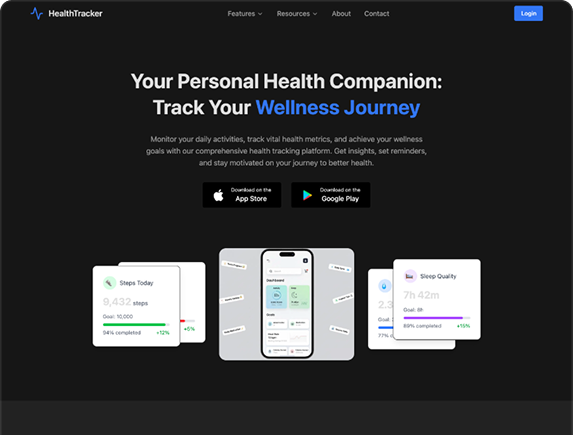 HealthTracker
Features
Resources
About
Contact
Login
Your Personal Health Companion:
Track Your Wellness Journey
Monitor your daily activities, track vital health metrics, and achieve your wellness
goals with our comprehensive health tracking platform. Get insights, set reminders,
and stay motivated on your journey to better health.
Download on the
App Store
Download on the
Google Play
Steps Today
9,432 steps
Goal: 10,000
94% completed
+12%
+5%
Dashboard
2.3
Goal:
77%
Sleep Quality
7h 42m
Goal: 8h
89% completed
+15%